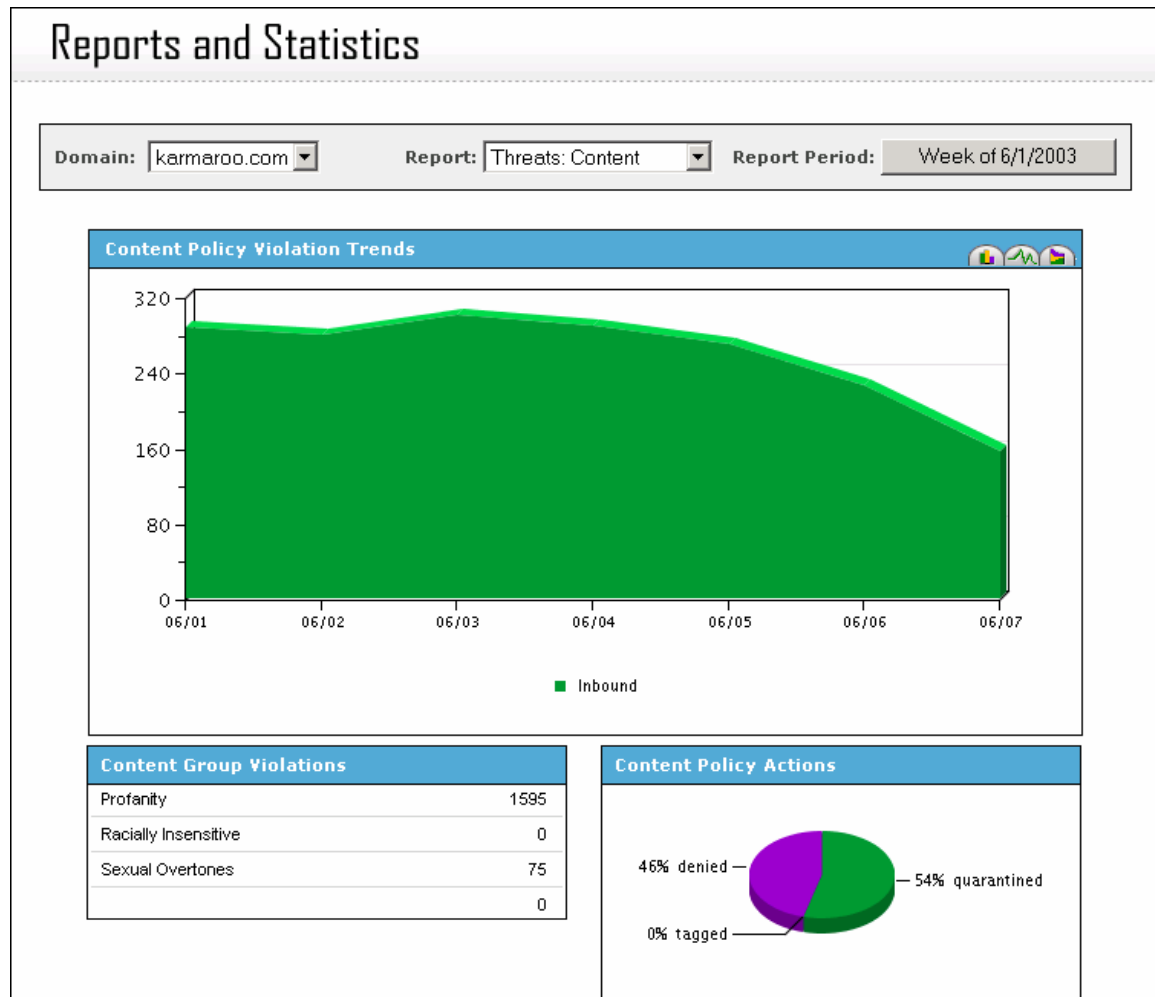 Reports and Statistics
Domain: karmaroo.com Report: Threats: Content Report Period: Week of 6/1/2003
Content Policy Violation Trends
320
240
160
80
0
06/01 06/02 06/03 06/04 06/05 06/06 06/07
Inbound
Content Group Violations
Profanity 1595
Racially Insensitive 0
Sexual Overtones 75
0
Content Policy Actions
46% denied
54% quarantined
0% tagged